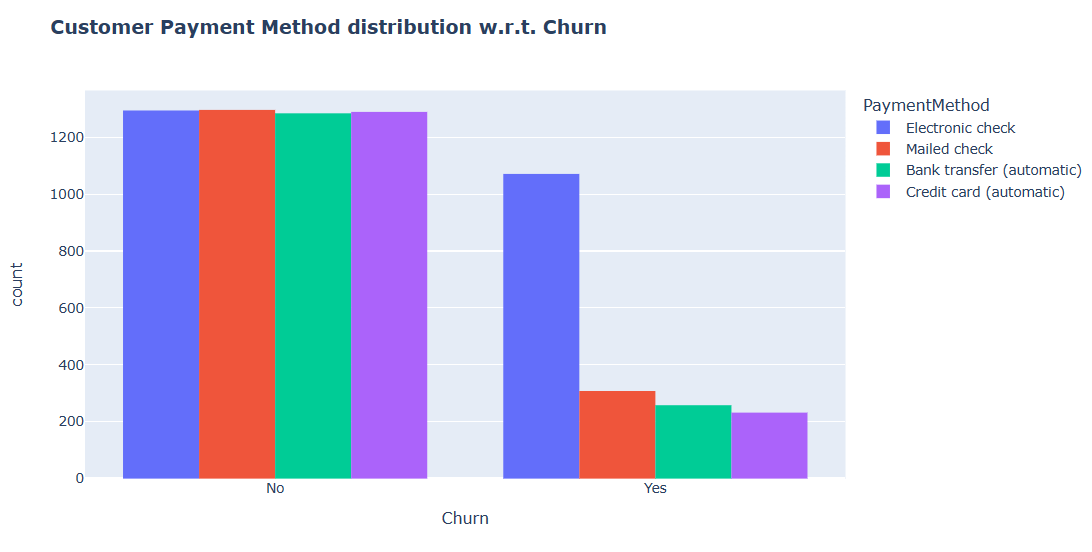 Customer Payment Method distribution w.r.t. Churn
PaymentMethod
Electronic check
Mailed check
Bank transfer (automatic)
Credit card (automatic)
1200
1000
800
600
400
200
0
count
No
Yes
Churn